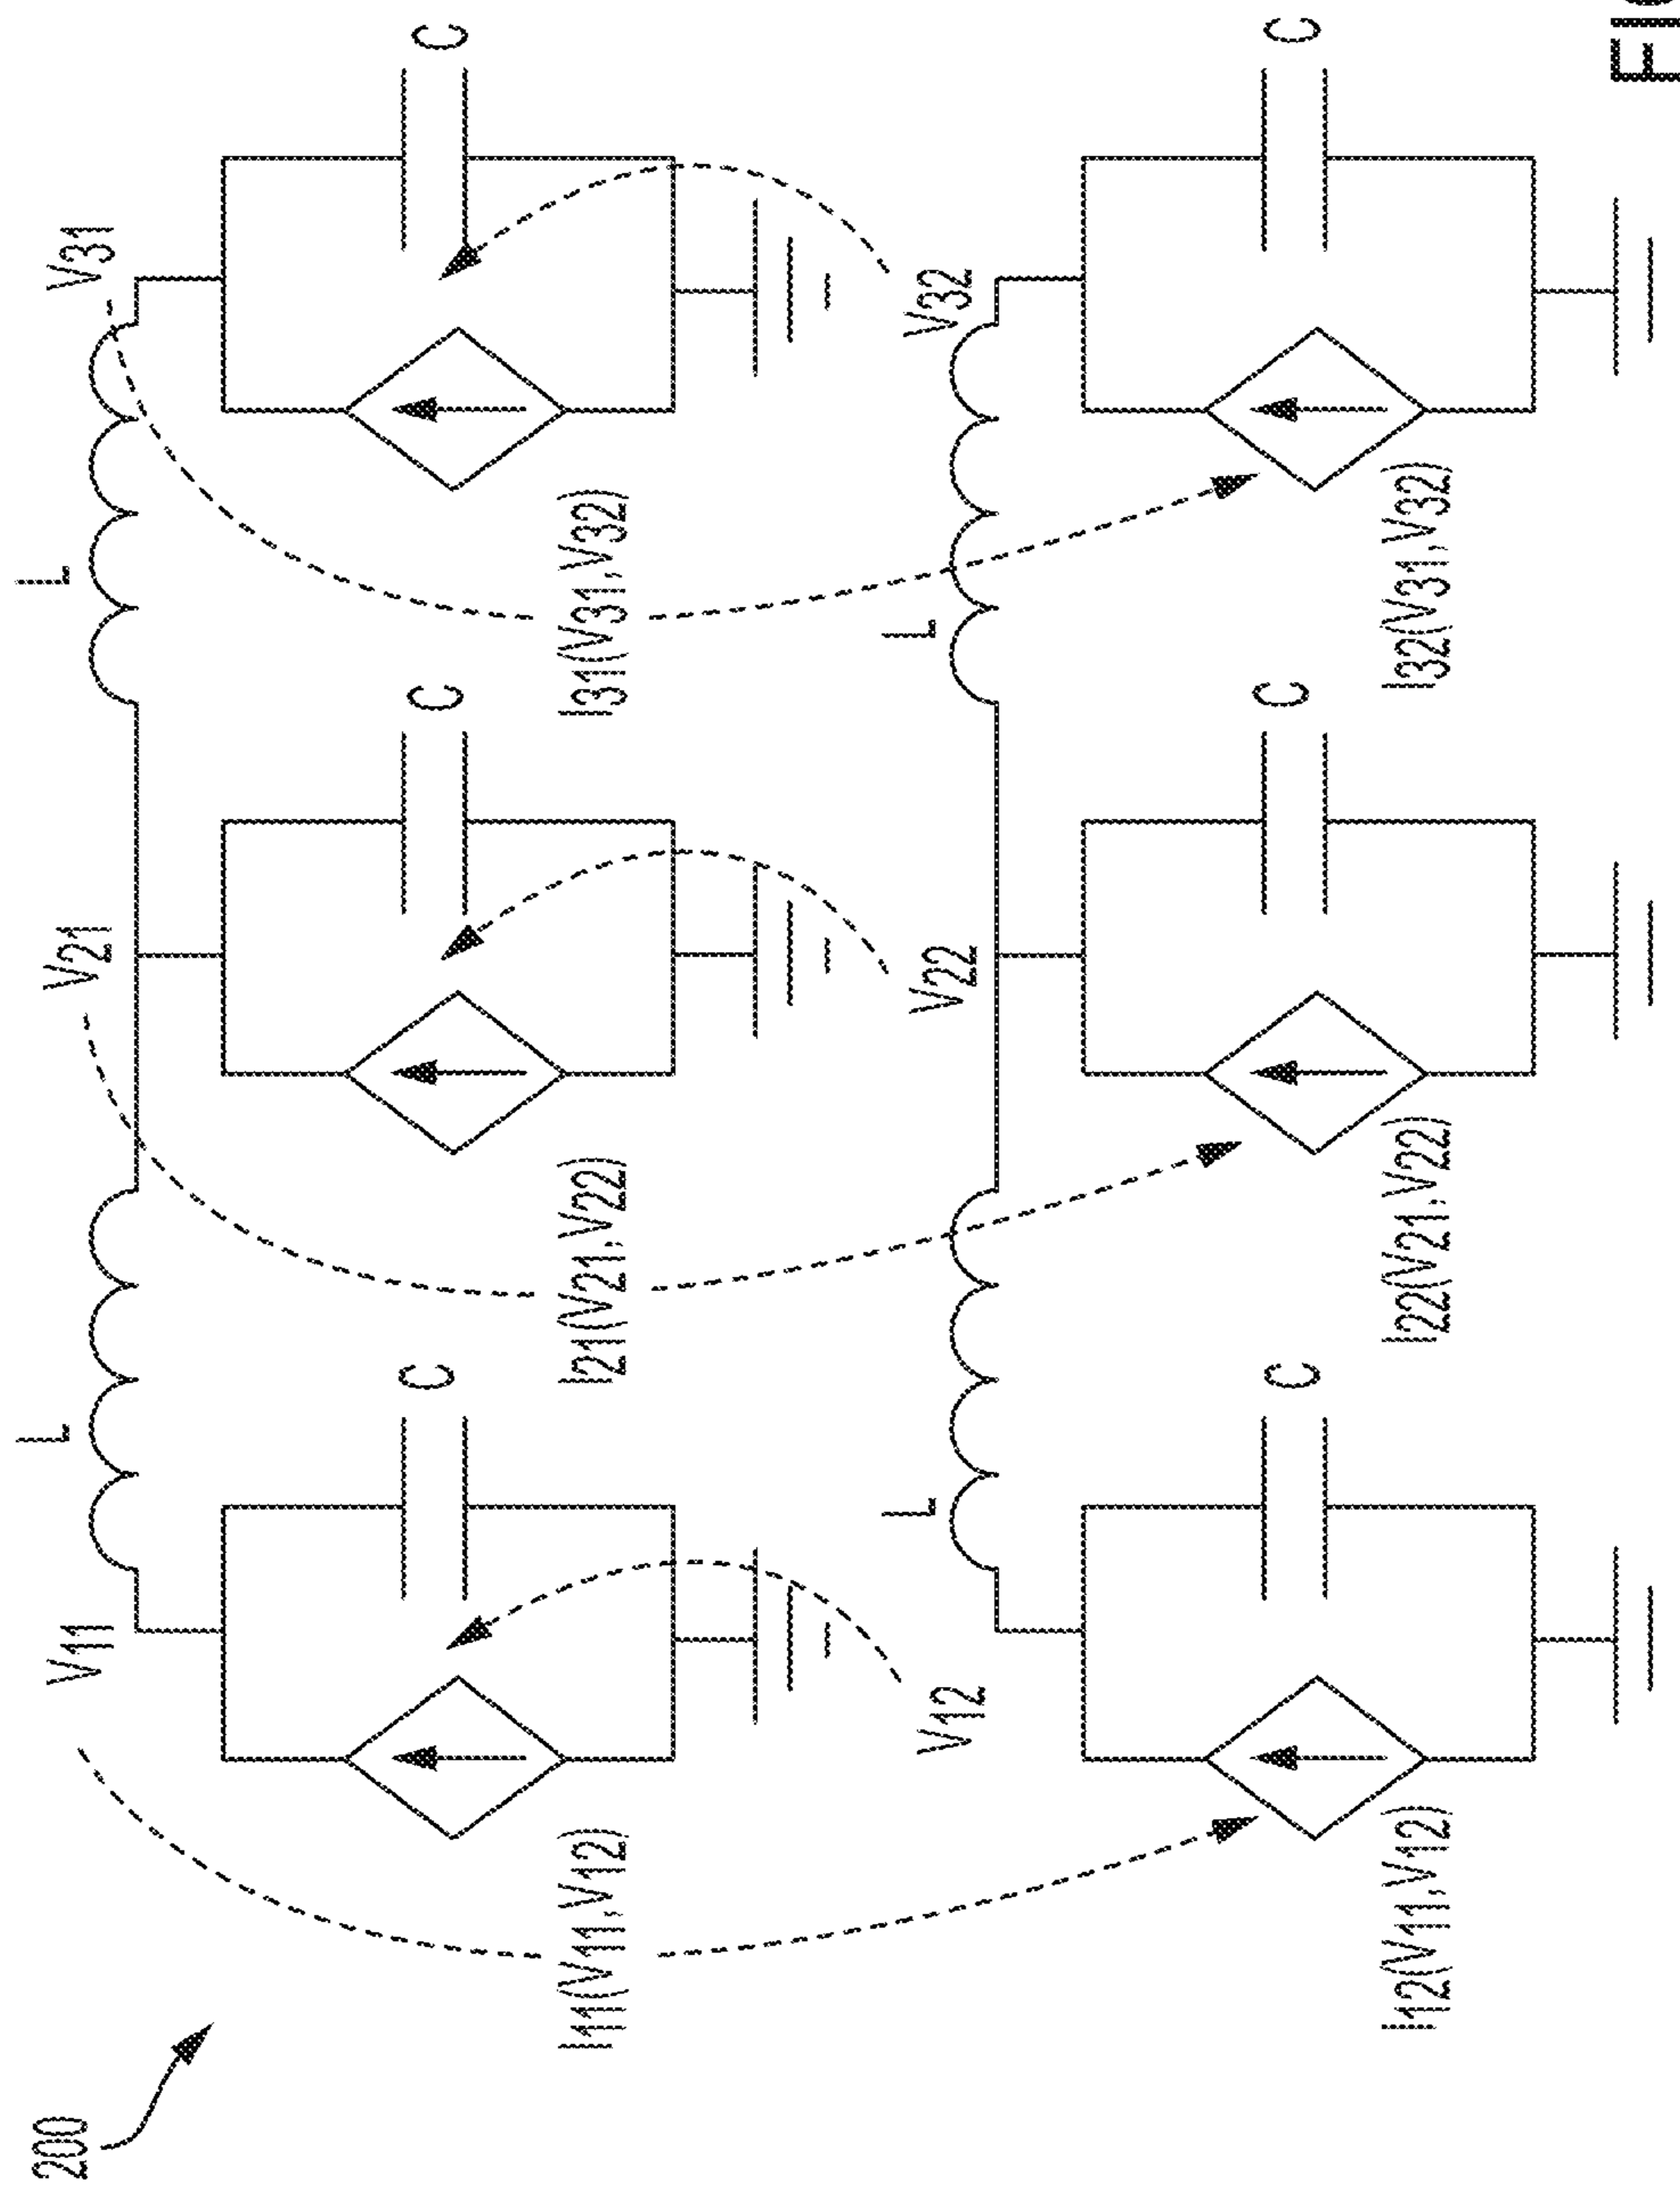 200
V11
L
V21
L
V31
C
C
C
I11(V11,V12)
I21(V21,V22)
I31(V31,V32)
V12
L
V22
L
V32
C
C
C
I12(V11,V12)
I22(V21,V22)
I32(V31,V32)